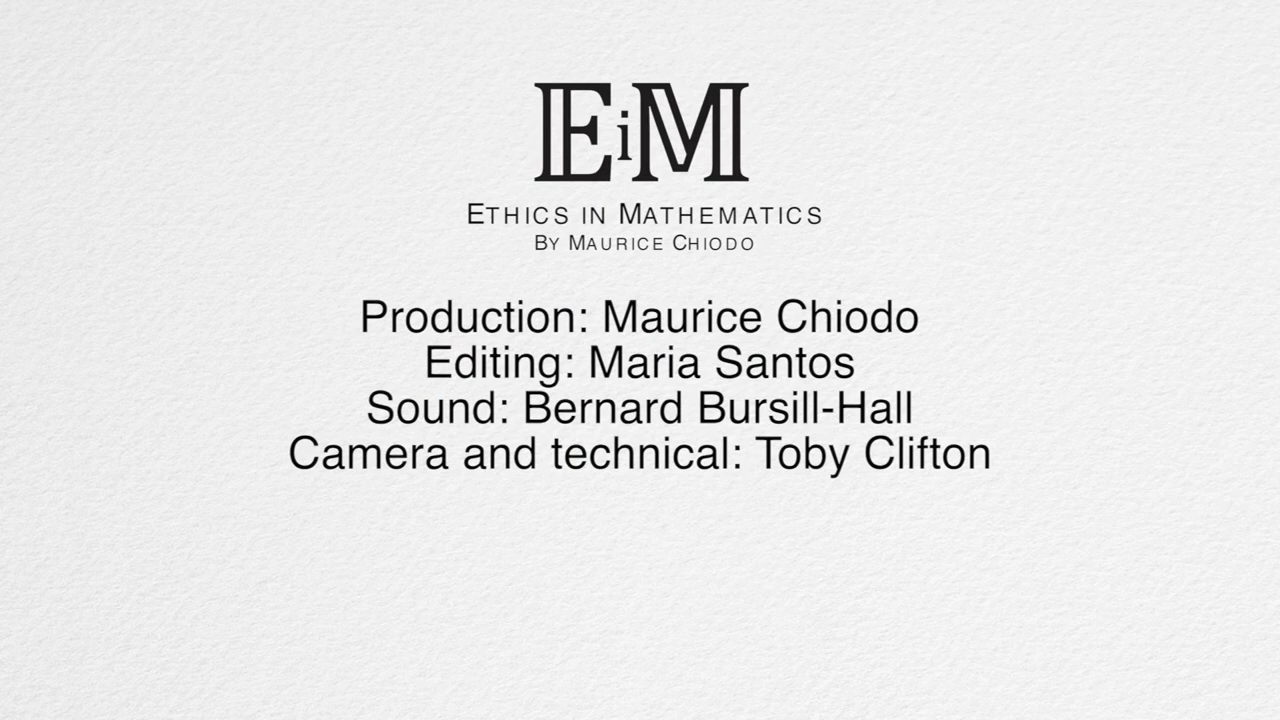 EiM
ETHICS IN MATHEMATICS
BY MAURICE CHIODO
Production: Maurice Chiodo
Editing: Maria Santos
Sound: Bernard Bursill-Hall
Camera and technical: Toby Clifton